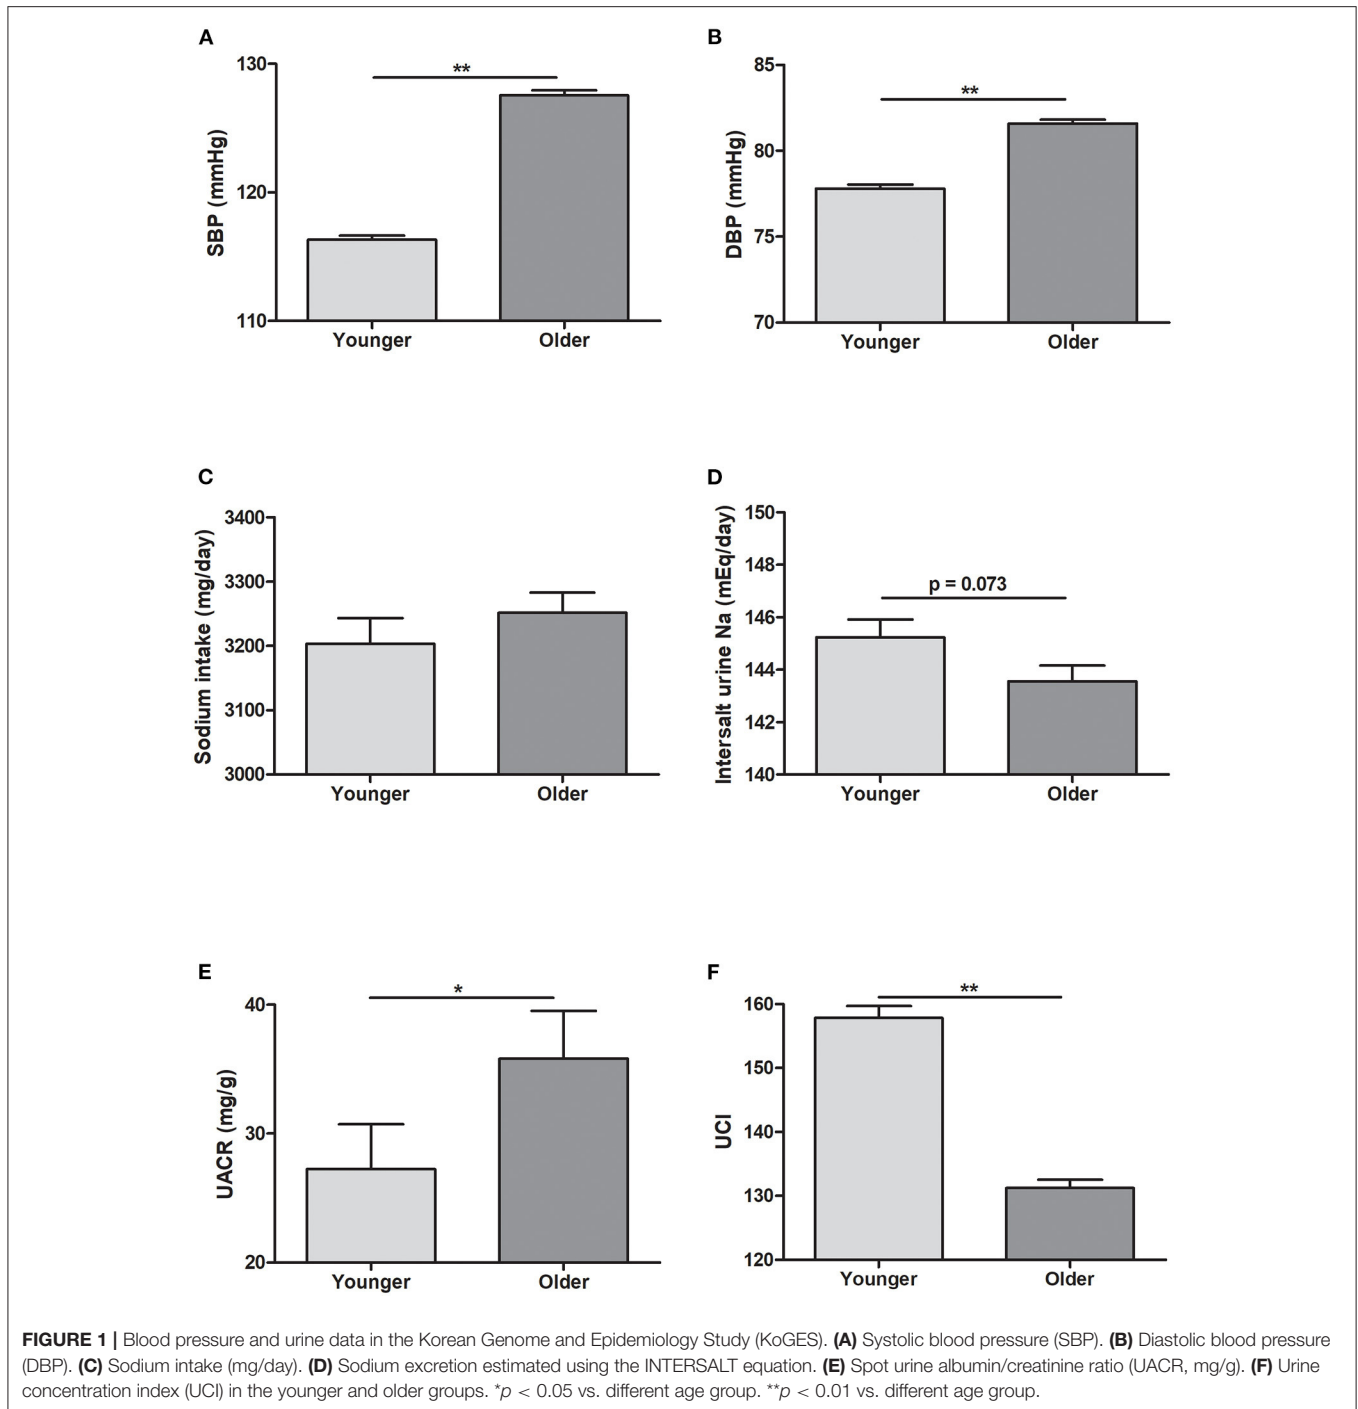 A
130
120
110
SBP (mmHg)
**
Younger
Older
B
85
80
75
70
DBP (mmHg)
**
Younger
Older
C
3400
3300
3200
3100
3000
Sodium intake (mg/day)
Younger
Older
D
150
148
146
144
142
140
Intersalt urine Na (mEq/day)
p = 0.073
Younger
Older
E
40
30
20
UACR (mg/g)
*
Younger
Older
F
160
150
140
130
120
UCI
**
Younger
Older
FIGURE 1 | Blood pressure and urine data in the Korean Genome and Epidemiology Study (KoGES). (A) Systolic blood pressure (SBP). (B) Diastolic blood pressure
(DBP). (C) Sodium intake (mg/day). (D) Sodium excretion estimated using the INTERSALT equation. (E) Spot urine albumin/creatinine ratio (UACR, mg/g). (F) Urine
concentration index (UCI) in the younger and older groups. *p < 0.05 vs. different age group. **p < 0.01 vs. different age group.